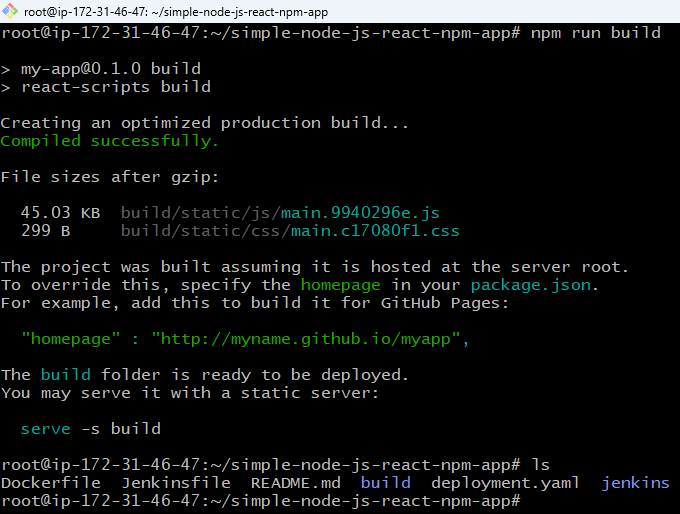 root@ip-172-31-46-47: ~/simple-node-js-react-npm-app
root@ip-172-31-46-47:~/simple-node-js-react-npm-app# npm run build
> my-app@0.1.0 build
> react-scripts build
Creating an optimized production build...
Compiled successfully.
File sizes after gzip:
45.03 KB  build/static/js/main.9940296e.js
299 B     build/static/css/main.c17080f1.css
The project was built assuming it is hosted at the server root.
To override this, specify the homepage in your package.json.
For example, add this to build it for GitHub Pages:
"homepage" : "http://myname.github.io/myapp",
The build folder is ready to be deployed.
You may serve it with a static server:
serve -s build
root@ip-172-31-46-47:~/simple-node-js-react-npm-app# ls
Dockerfile  Jenkinsfile  README.md  build  deployment.yaml  jenkins
root@ip-172-31-46-47:~/simple-node-js-react-npm-app#